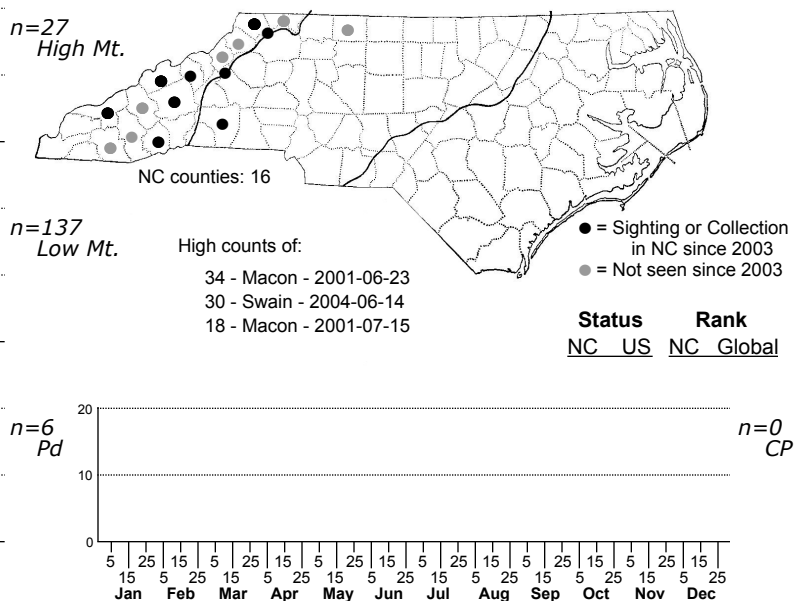 n=27
High Mt.
NC counties: 16
n=137
Low Mt.
High counts of:
34 - Macon - 2001-06-23
30 - Swain - 2004-06-14
18 - Macon - 2001-07-15
● = Sighting or Collection
in NC since 2003
● = Not seen since 2003
Status Rank
NC US NC Global
n=6
Pd
n=0
CP
20
10
0
5 25 15 5 25 15 5 25 15 5 25 15 5 25 15 5 25 15
15 5 25 15 5 25 15 5 25 15 5 25 15 5 25 15 5 25
Jan Feb Mar Apr May Jun Jul Aug Sep Oct Nov Dec